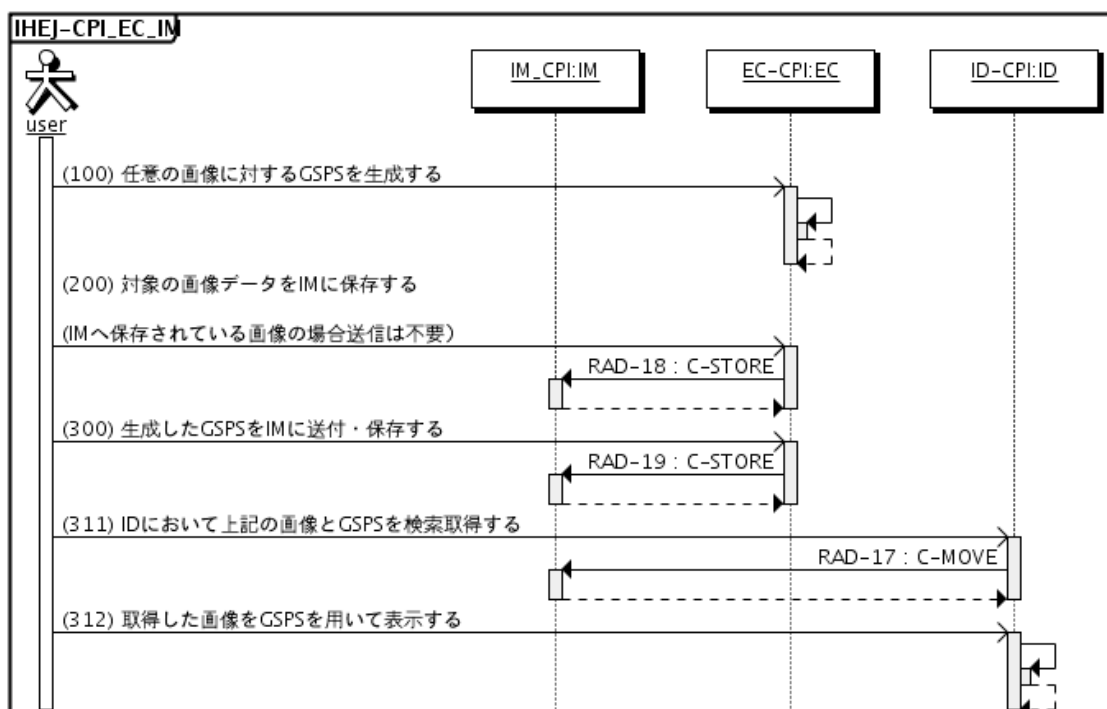 IHEJ-CPI_EC_IM
user
IM_CPI:IM
EC-CPI:EC
ID-CPI:ID
(100) 任意の画像に対するGSPSを生成する
(200) 対象の画像データをIMに保存する
(IMへ保存されている画像の場合送信は不要）
RAD-18 : C-STORE
(300) 生成したGSPSをIMに送付・保存する
RAD-19 : C-STORE
(311) IDにおいて上記の画像とGSPSを検索取得する
RAD-17 : C-MOVE
(312) 取得した画像をGSPSを用いて表示する